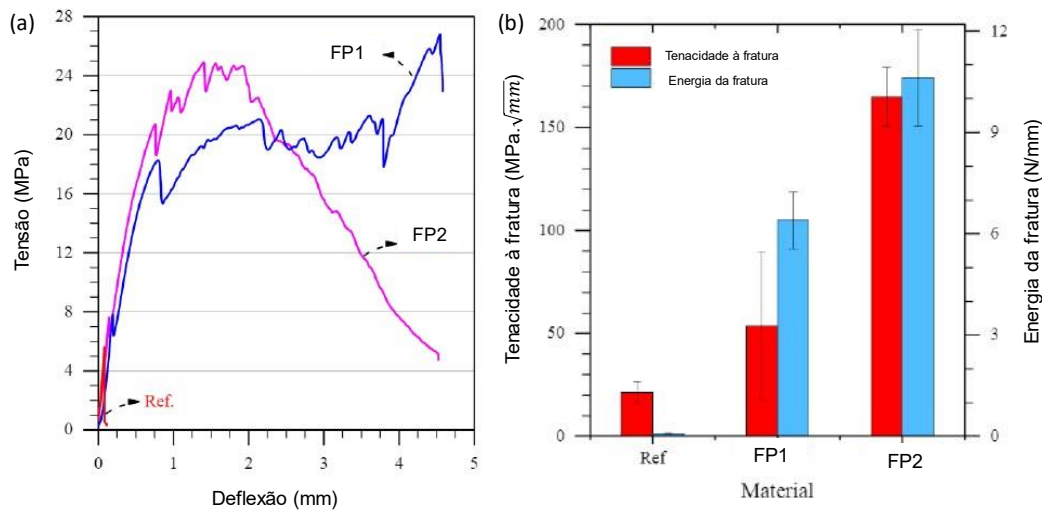 (a)
28
24
20
16
12
8
4
0
Tensão (MPa)
FP1
FP2
Ref.
0 1 2 3 4 5
Deflexão (mm)
(b)
200
150
100
50
0
Tenacidade à fratura (MPa.√mm)
Tenacidade à fratura
Energia da fratura
12
9
6
3
0
Energia da fratura (N/mm)
Ref FP1 FP2
Material